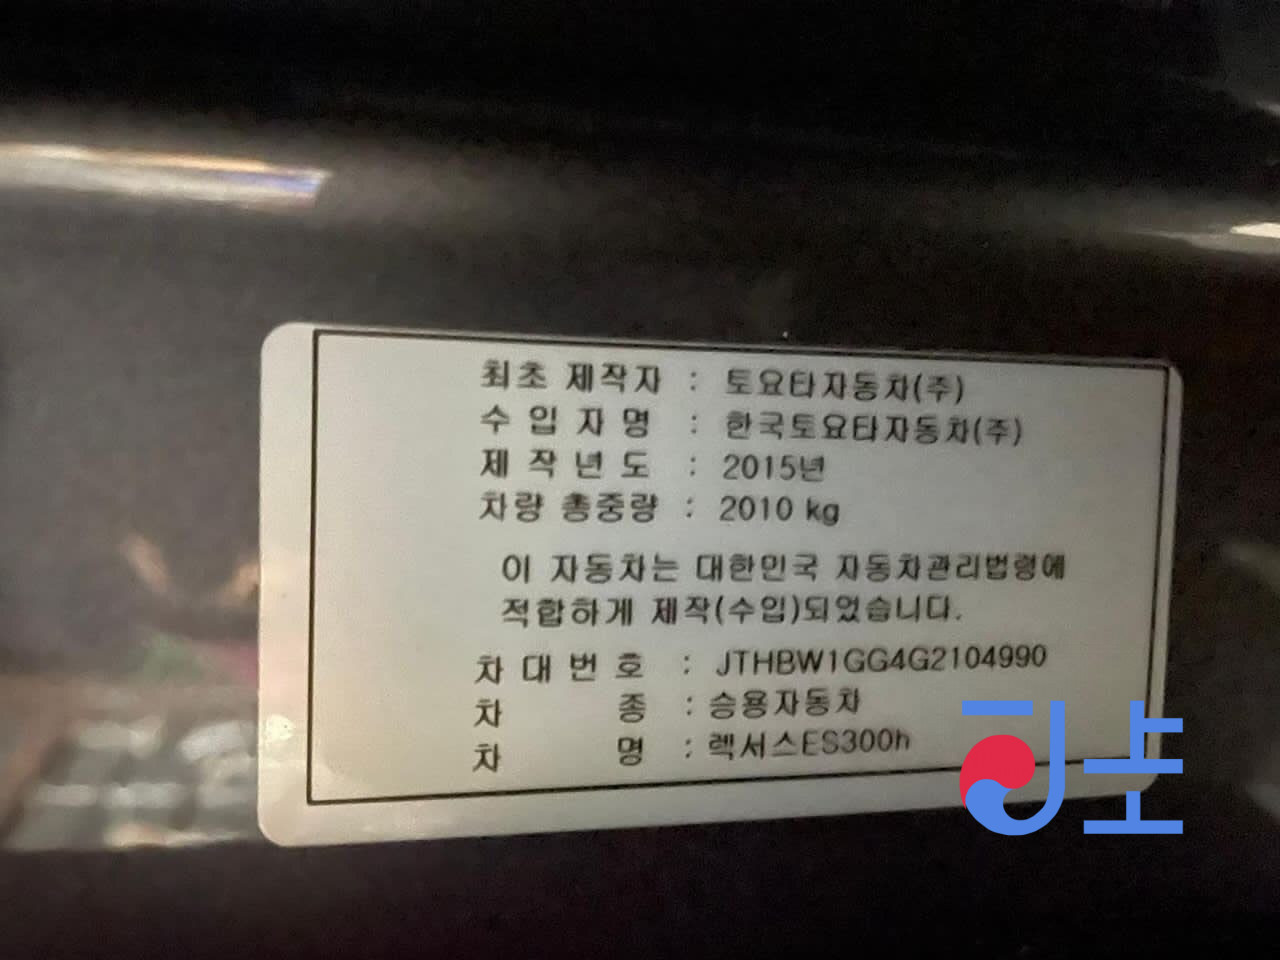 최초 제작자 : 토요타자동차(주)
수 입 자 명 : 한국토요타자동차(주)
제 작 년 도 : 2015년
차량 총중량 : 2010 kg
이 자동차는 대한민국 자동차관리법령에
적합하게 제작(수입)되었습니다.
차 대 번 호 : JTHBW1GG4G2104990
차 종 : 승용자동차
차 명 : 렉서스ES300h